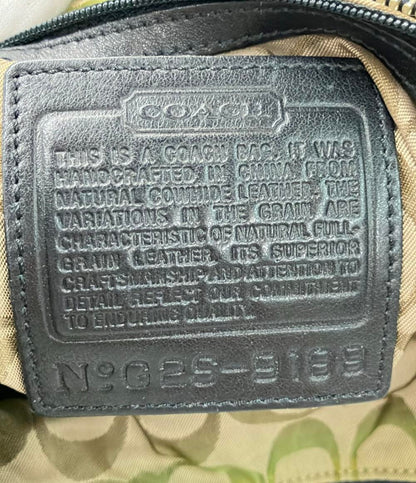 COACH
THIS IS A COACH BAG. IT WAS
HANDCRAFTED IN CHINA FROM
NATURAL COWHIDE LEATHER. THE
VARIATIONS IN THE GRAIN ARE
CHARACTERISTIC OF NATURAL FULL-
GRAIN LEATHER. ITS SUPERIOR
CRAFTSMANSHIP AND ATTENTION TO
DETAIL REFLECT OUR COMMITMENT
TO ENDURING QUALITY.
No G2S-9189